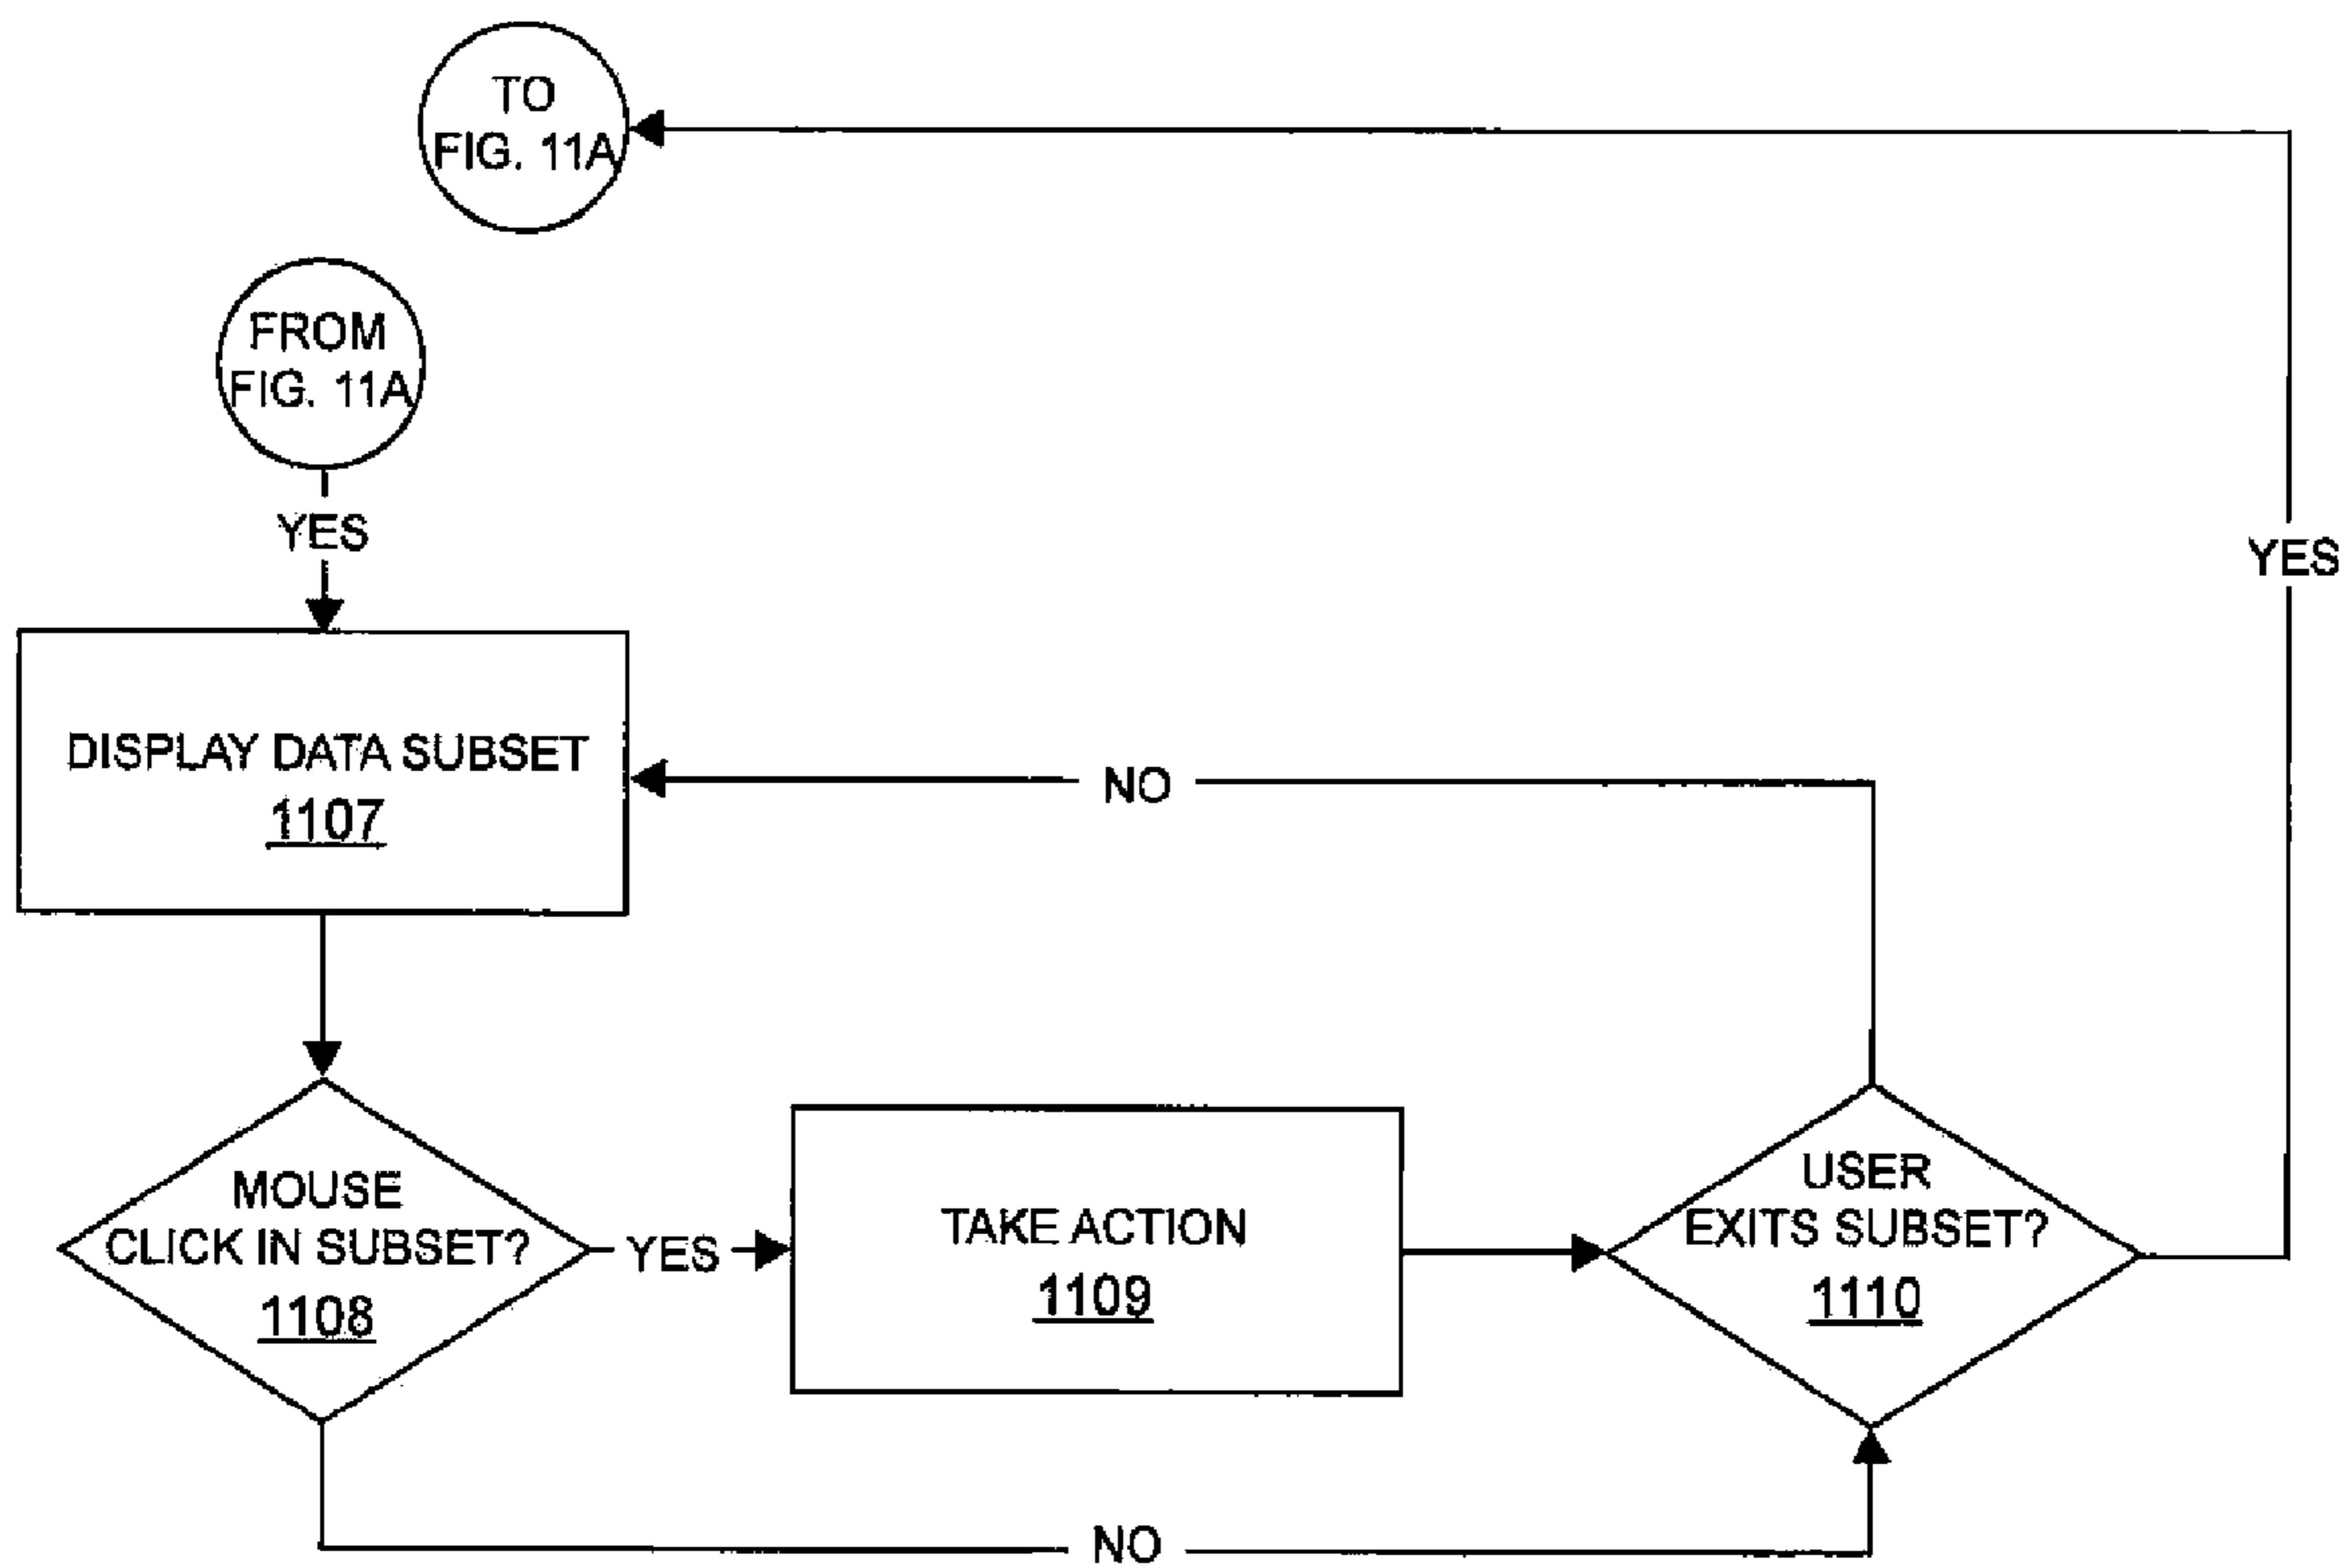 TO
FIG. 11A
FROM
FIG. 11A
YES
YES
DISPLAY DATA SUBSET
1107
NO
MOUSE
CLICK IN SUBSET?
1108
YES
TAKE ACTION
1109
USER
EXITS SUBSET?
1110
NO